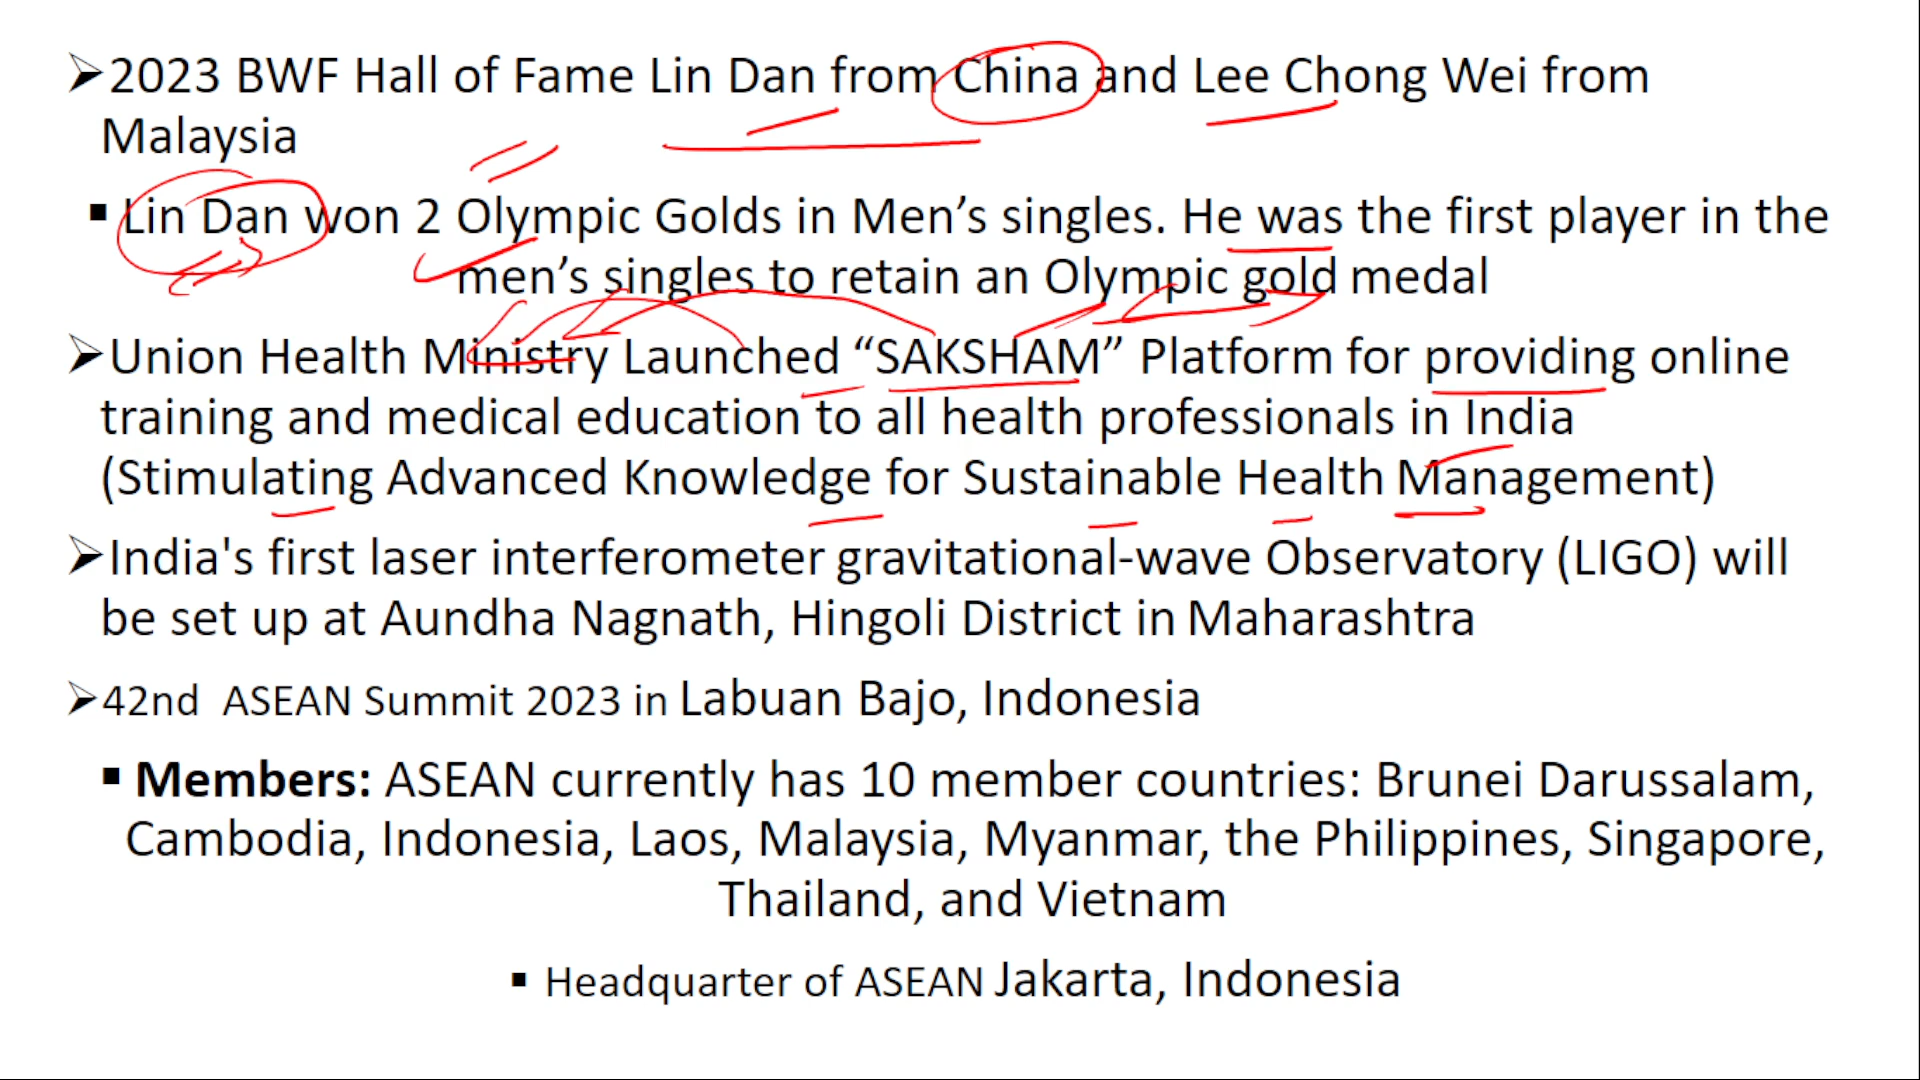 ➢2023 BWF Hall of Fame Lin Dan from China and Lee Chong Wei from
Malaysia
▪ Lin Dan won 2 Olympic Golds in Men’s singles. He was the first player in the
men’s singles to retain an Olympic gold medal
➢Union Health Ministry Launched “SAKSHAM” Platform for providing online
training and medical education to all health professionals in India
(Stimulating Advanced Knowledge for Sustainable Health Management)
➢India's first laser interferometer gravitational-wave Observatory (LIGO) will
be set up at Aundha Nagnath, Hingoli District in Maharashtra
➢42nd ASEAN Summit 2023 in Labuan Bajo, Indonesia
▪ Members: ASEAN currently has 10 member countries: Brunei Darussalam,
Cambodia, Indonesia, Laos, Malaysia, Myanmar, the Philippines, Singapore,
Thailand, and Vietnam
▪ Headquarter of ASEAN Jakarta, Indonesia